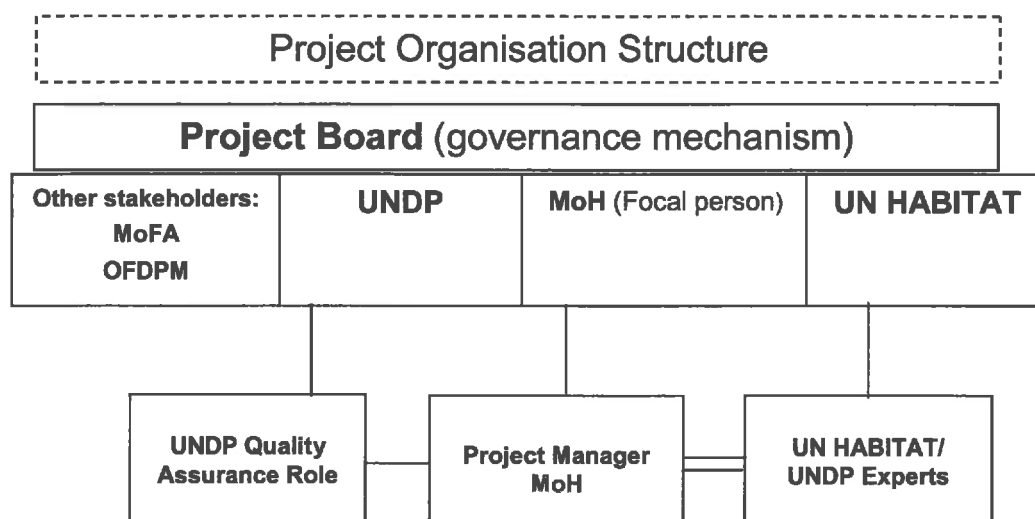 Project Organisation Structure
Project Board (governance mechanism)
Other stakeholders:
MoFA
OFDPM
UNDP
MoH (Focal person)
UN HABITAT
UNDP Quality
Assurance Role
Project Manager
MoH
UN HABITAT/
UNDP Experts